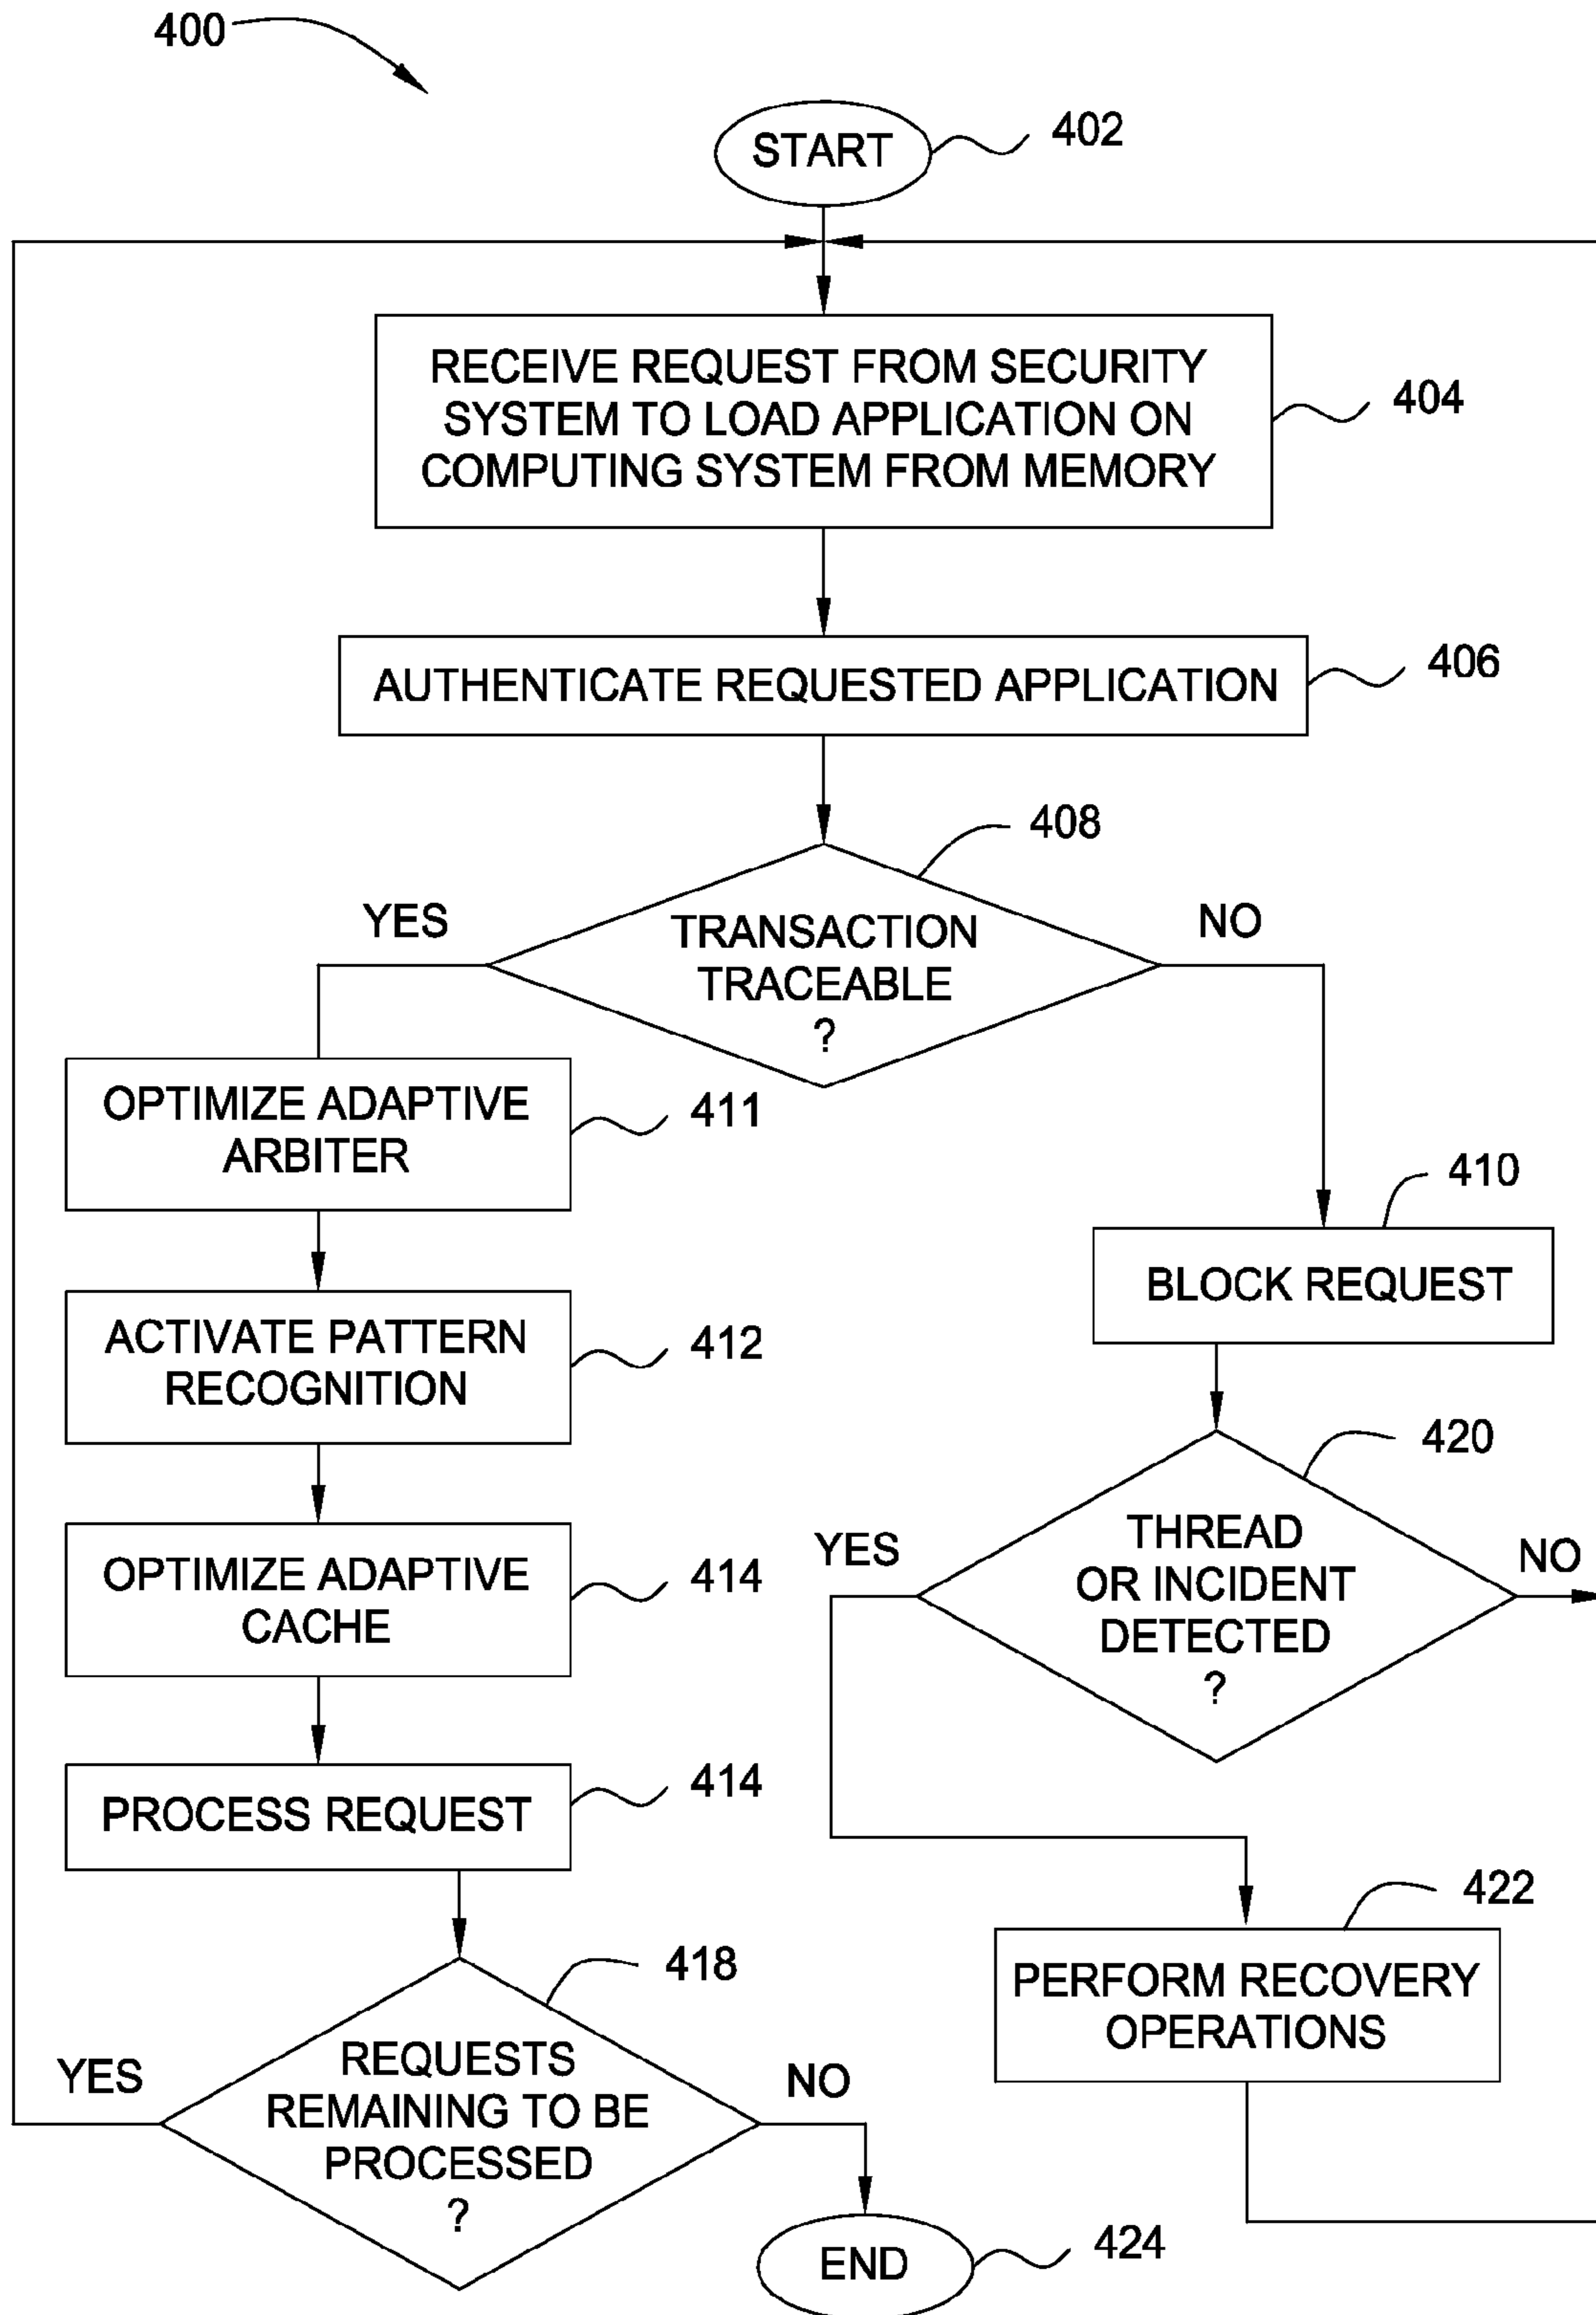 400
START
402
RECEIVE REQUEST FROM SECURITY
SYSTEM TO LOAD APPLICATION ON
COMPUTING SYSTEM FROM MEMORY
404
AUTHENTICATE REQUESTED APPLICATION
406
408
YES
TRANSACTION
TRACEABLE
?
NO
OPTIMIZE ADAPTIVE
ARBITER
411
410
BLOCK REQUEST
ACTIVATE PATTERN
RECOGNITION
412
420
YES
THREAD
OR INCIDENT
DETECTED
?
NO
OPTIMIZE ADAPTIVE
CACHE
414
PROCESS REQUEST
414
422
PERFORM RECOVERY
OPERATIONS
418
YES
REQUESTS
REMAINING TO BE
PROCESSED
?
NO
END
424